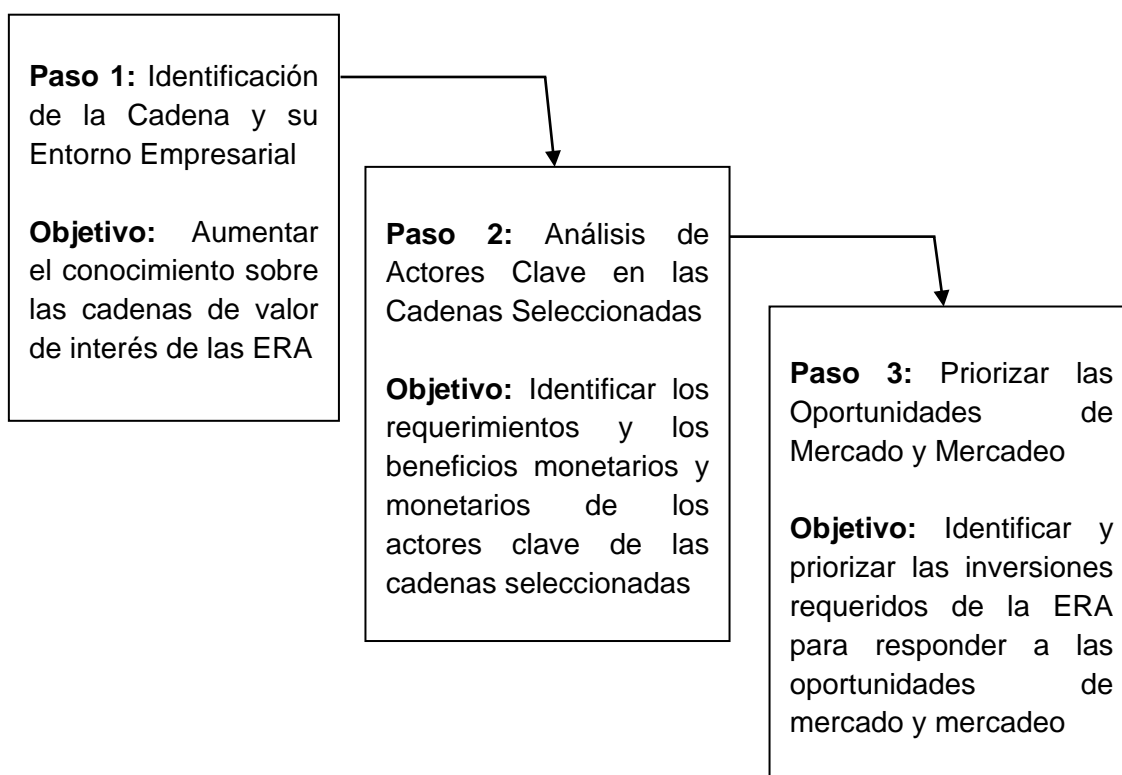 Paso 1: Identificación
de la Cadena y su
Entorno Empresarial
Objetivo: Aumentar
el conocimiento sobre
las cadenas de valor
de interés de las ERA
Paso 2: Análisis de
Actores Clave en las
Cadenas Seleccionadas
Objetivo: Identificar los
requerimientos y los
beneficios monetarios y
monetarios de los
actores clave de las
cadenas seleccionadas
Paso 3: Priorizar las
Oportunidades de
Mercado y Mercadeo
Objetivo: Identificar y
priorizar las inversiones
requeridos de la ERA
para responder a las
oportunidades de
mercado y mercadeo